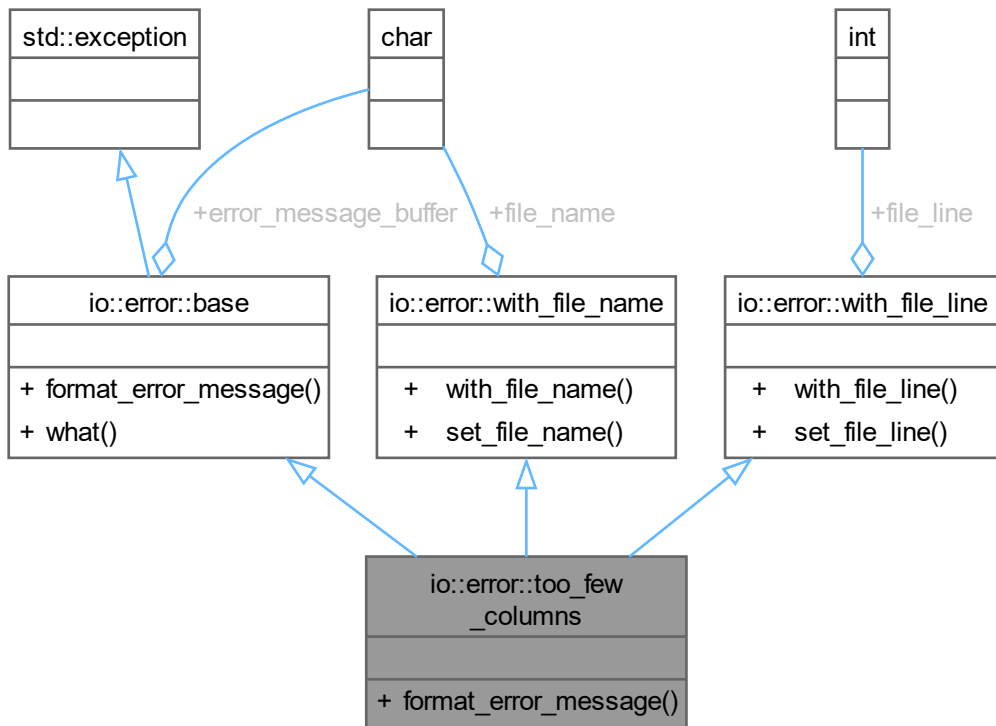 std::exception
char
int
+error_message_buffer
+file_name
+file_line
io::error::base
+ format_error_message()
+ what()
io::error::with_file_name
+ with_file_name()
+ set_file_name()
io::error::with_file_line
+ with_file_line()
+ set_file_line()
io::error::too_few
_columns
+ format_error_message()